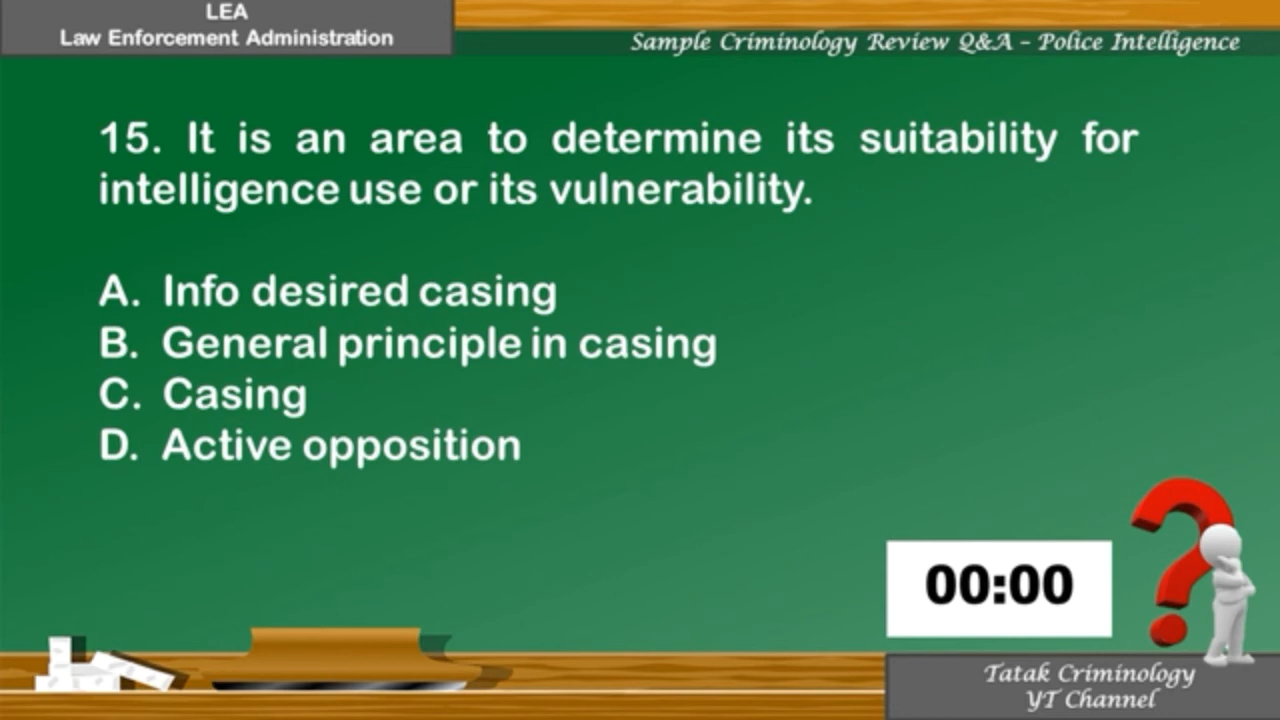 LEA
Law Enforcement Administration
Sample Criminology Review Q&A – Police Intelligence
15. It is an area to determine its suitability for
intelligence use or its vulnerability.
A. Info desired casing
B. General principle in casing
C. Casing
D. Active opposition
00:00
Tatak Criminology
YT Channel